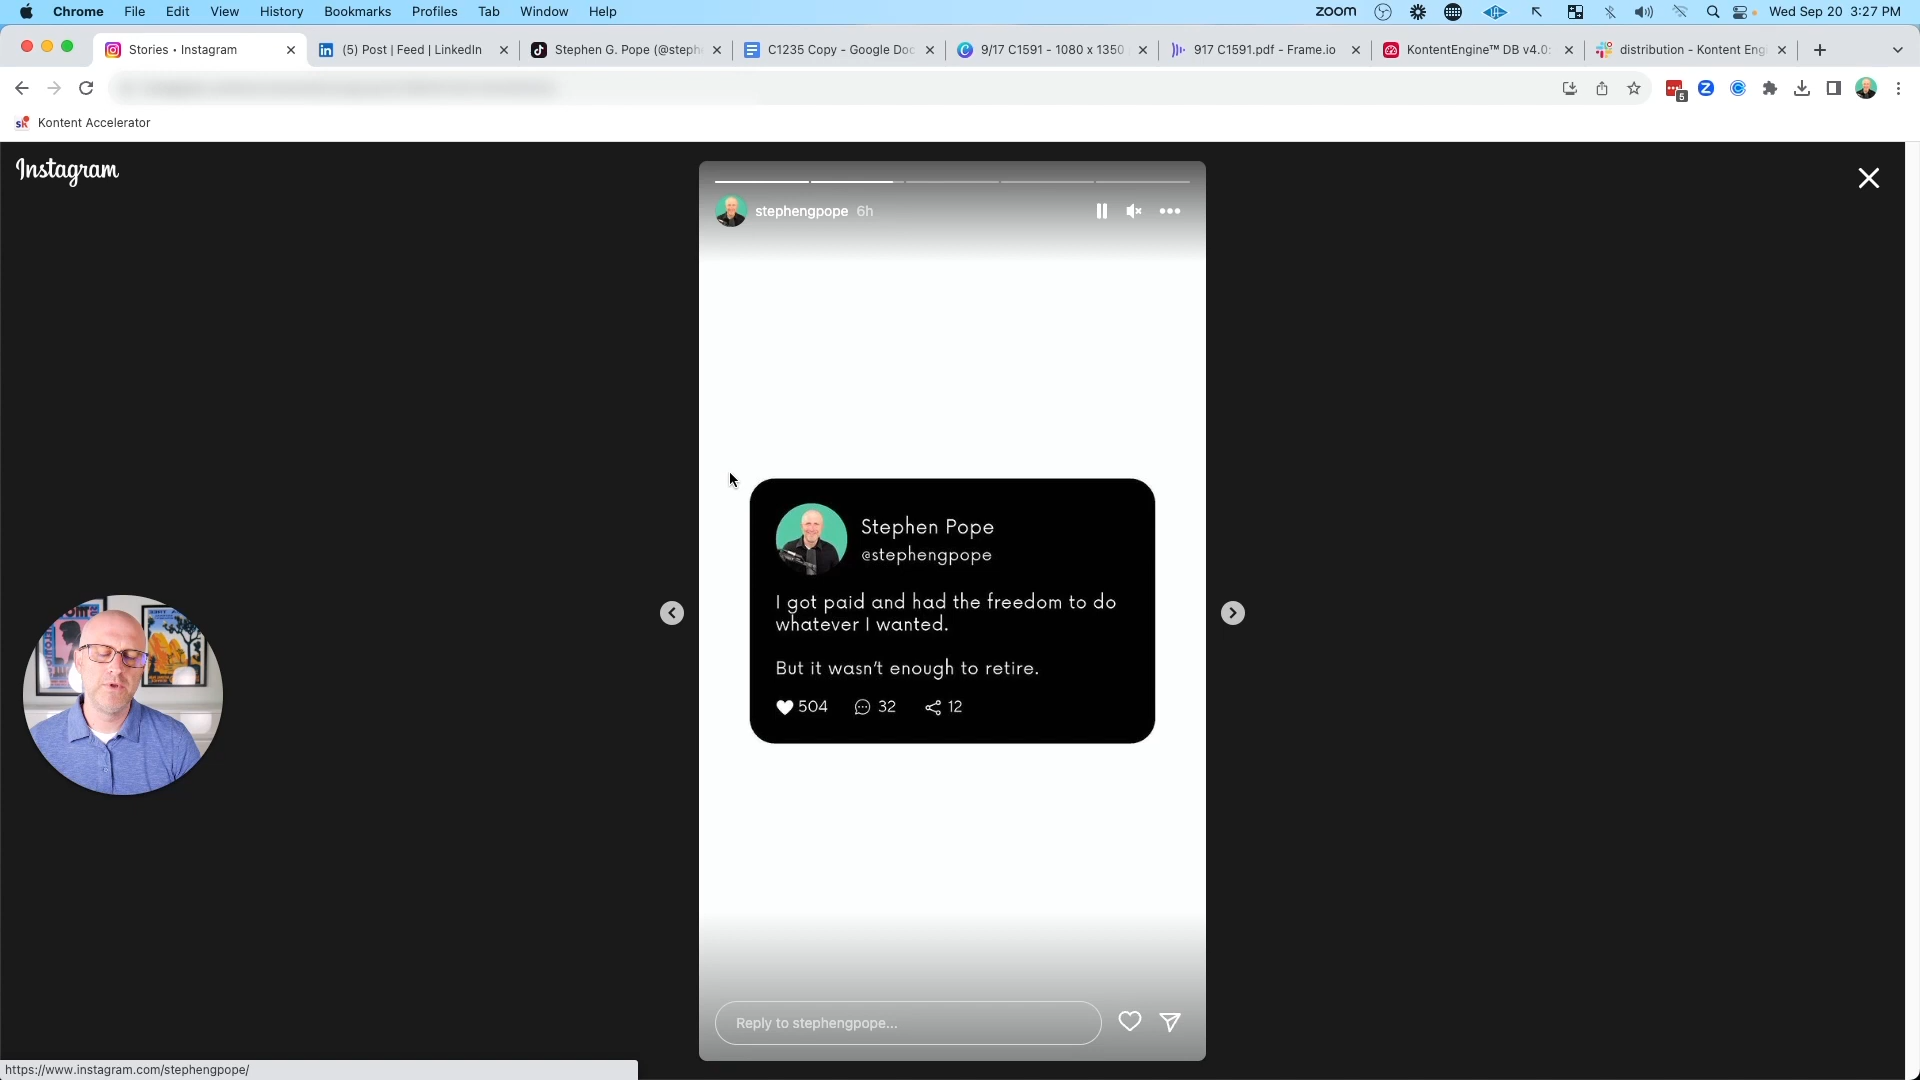 Chrome File Edit View History Bookmarks Profiles Tab Window Help zoom Wed Sep 20 3:27 PM
Stories • Instagram (5) Post | Feed | LinkedIn Stephen G. Pope (@steph C1235 Copy - Google Doc 9/17 C1591 - 1080 x 1350 917 C1591.pdf - Frame.io KontentEngine™ DB v4.0: distribution - Kontent Eng
5
Kontent Accelerator
Instagram
stephengpope 6h
Stephen Pope
@stephengpope
I got paid and had the freedom to do
whatever I wanted.
But it wasn't enough to retire.
504 32 12
Reply to stephengpope...
https://www.instagram.com/stephengpope/